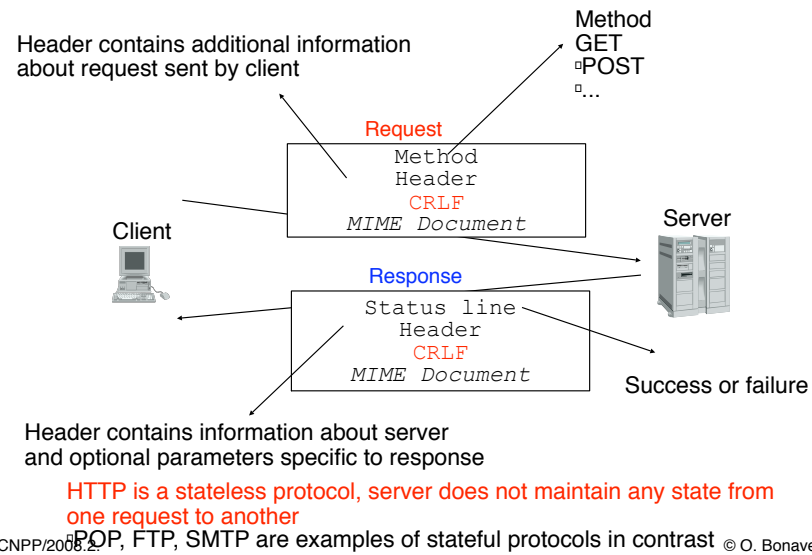 Method
GET
POST
...
Header contains additional information
about request sent by client
Request
Method
Header
CRLF
MIME Document
Client
Server
Response
Status line
Header
CRLF
MIME Document
Success or failure
Header contains information about server
and optional parameters specific to response
HTTP is a stateless protocol, server does not maintain any state from
one request to another
POP, FTP, SMTP are examples of stateful protocols in contrast
CNPP/2008.2.
© O. Bonave